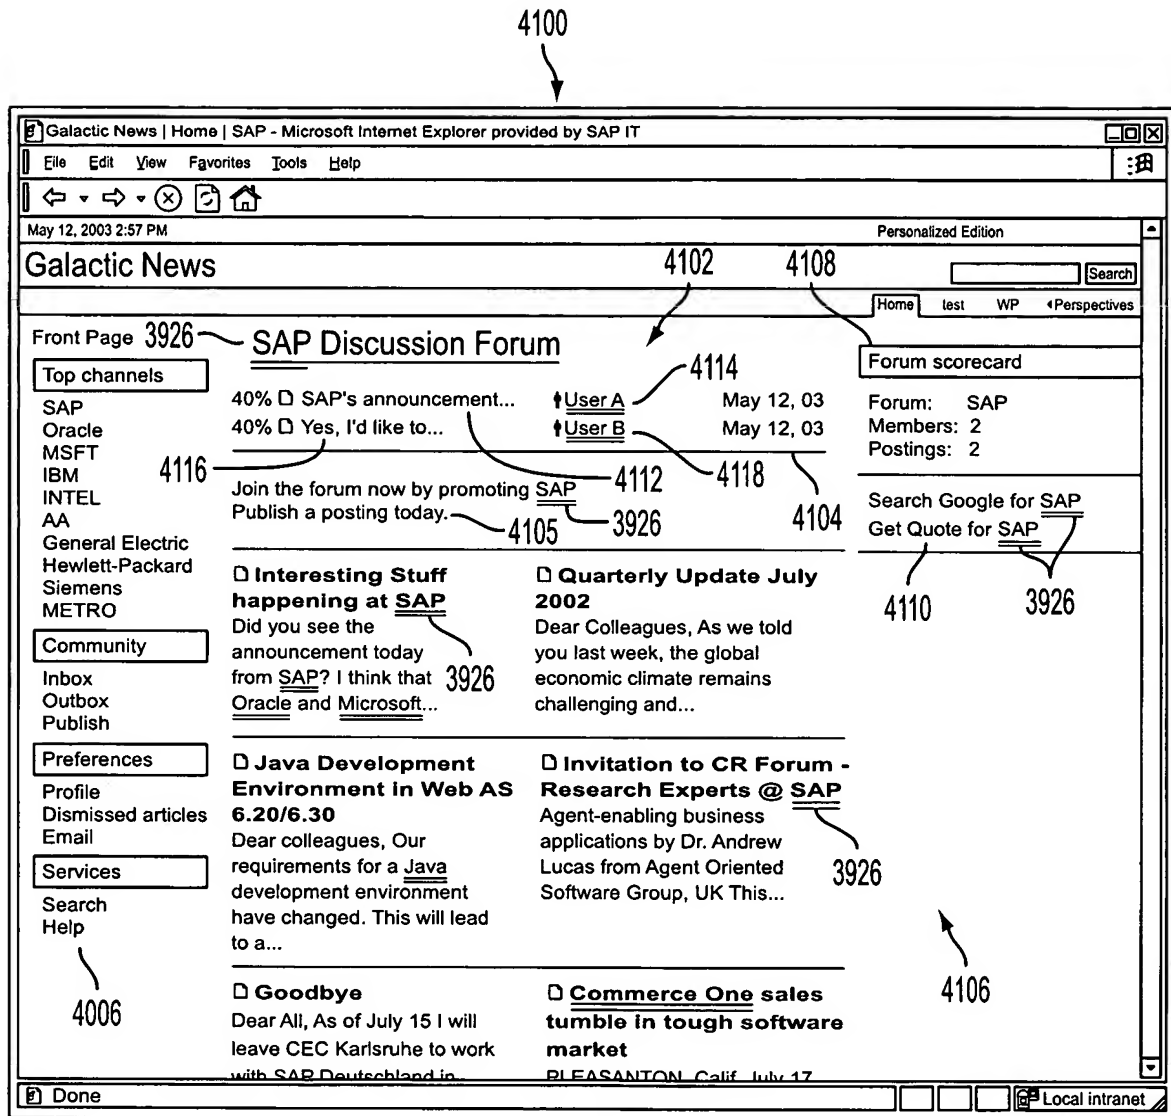 4100
Galactic News | Home | SAP - Microsoft Internet Explorer provided by SAP IT
File Edit View Favorites Tools Help
May 12, 2003 2:57 PM
Personalized Edition
Galactic News
4102
4108
Search
Home test WP Perspectives
Front Page
3926
SAP Discussion Forum
4114
40% SAP's announcement... User A May 12, 03
40% Yes, I'd like to... User B May 12, 03
4116
4112
4118
4104
Join the forum now by promoting SAP
Publish a posting today.
4105
3926
Forum scorecard
Forum: SAP
Members: 2
Postings: 2
Search Google for SAP
Get Quote for SAP
4110
3926
Top channels
SAP
Oracle
MSFT
IBM
INTEL
AA
General Electric
Hewlett-Packard
Siemens
METRO
Community
Inbox
Outbox
Publish
Preferences
Profile
Dismissed articles
Email
Services
Search
Help
4006
Interesting Stuff
happening at SAP
Did you see the
announcement today
from SAP? I think that
Oracle and Microsoft...
3926
Quarterly Update July
2002
Dear Colleagues, As we told
you last week, the global
economic climate remains
challenging and...
Java Development
Environment in Web AS
6.20/6.30
Dear colleagues, Our
requirements for a Java
development environment
have changed. This will lead
to a...
Invitation to CR Forum -
Research Experts @ SAP
Agent-enabling business
applications by Dr. Andrew
Lucas from Agent Oriented
Software Group, UK This...
3926
4106
Goodbye
Dear All, As of July 15 I will
leave CEC Karlsruhe to work
with SAP Deutschland in
Commerce One sales
tumble in tough software
market
PLEASANTON, Calif. July 17
Done
Local intranet